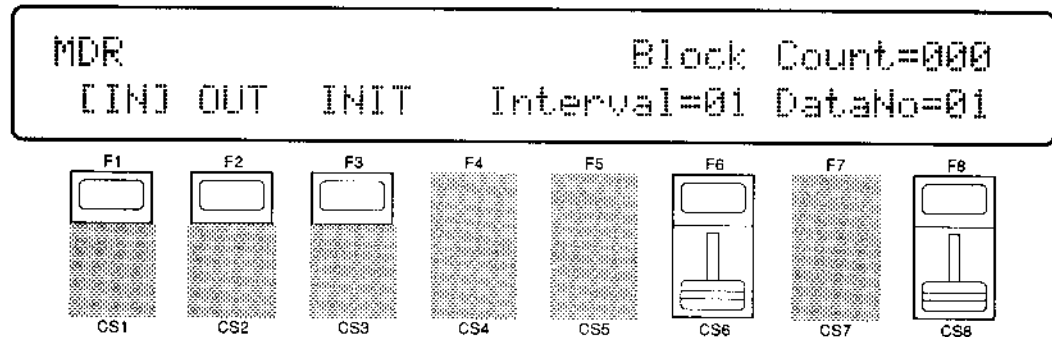 MDR Block Count=000
[IN] OUT INIT Interval=01 DataNo=01
F1 F2 F3 F4 F5 F6 F7 F8
CS1 CS2 CS3 CS4 CS5 CS6 CS7 CS8